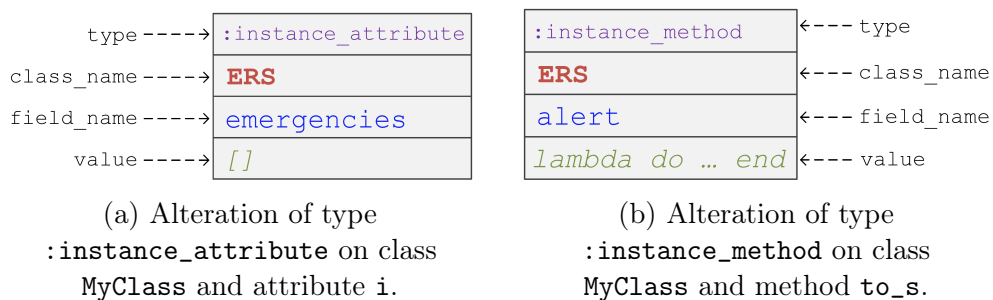 type :instance_attribute
class_name ERS
field_name emergencies
value []
(a) Alteration of type
:instance_attribute on class
MyClass and attribute i.
:instance_method type
ERS class_name
alert field_name
lambda do … end value
(b) Alteration of type
:instance_method on class
MyClass and method to_s.